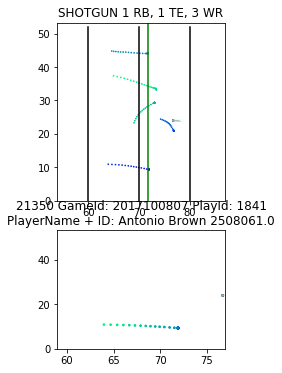 SHOTGUN 1 RB, 1 TE, 3 WR
50
40
30
20
10
0
60 70 80
21350 GameId: 2017100807 PlayId: 1841
PlayerName + ID: Antonio Brown 2508061.0
40
20
0
60 65 70 75